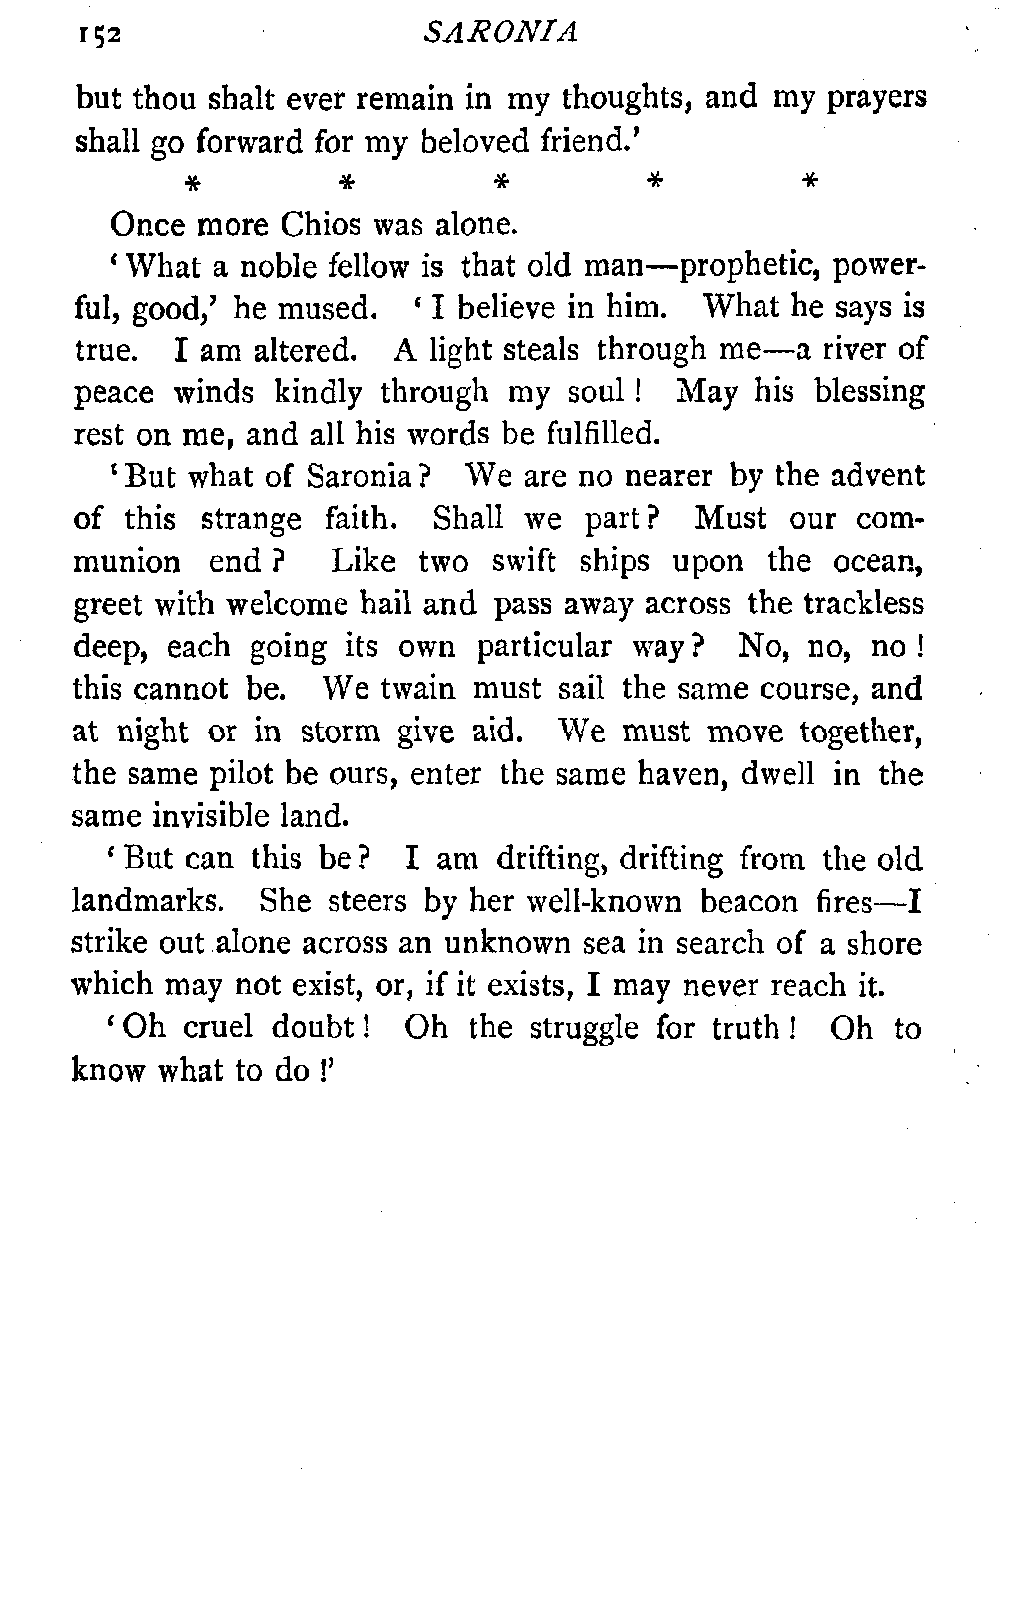 152 SARONIA
but thou shalt ever remain in my thoughts, and my prayers
shall go forward for my beloved friend.’
* * * * *
Once more Chios was alone.
‘What a noble fellow is that old man—prophetic, power-
ful, good,’ he mused. ‘I believe in him. What he says is
true. I am altered. A light steals through me—a river of
peace winds kindly through my soul! May his blessing
rest on me, and all his words be fulfilled.
‘But what of Saronia? We are no nearer by the advent
of this strange faith. Shall we part? Must our com-
munion end? Like two swift ships upon the ocean,
greet with welcome hail and pass away across the trackless
deep, each going its own particular way? No, no, no!
this cannot be. We twain must sail the same course, and
at night or in storm give aid. We must move together,
the same pilot be ours, enter the same haven, dwell in the
same invisible land.
‘But can this be? I am drifting, drifting from the old
landmarks. She steers by her well-known beacon fires—I
strike out alone across an unknown sea in search of a shore
which may not exist, or, if it exists, I may never reach it.
‘Oh cruel doubt! Oh the struggle for truth! Oh to
know what to do!’